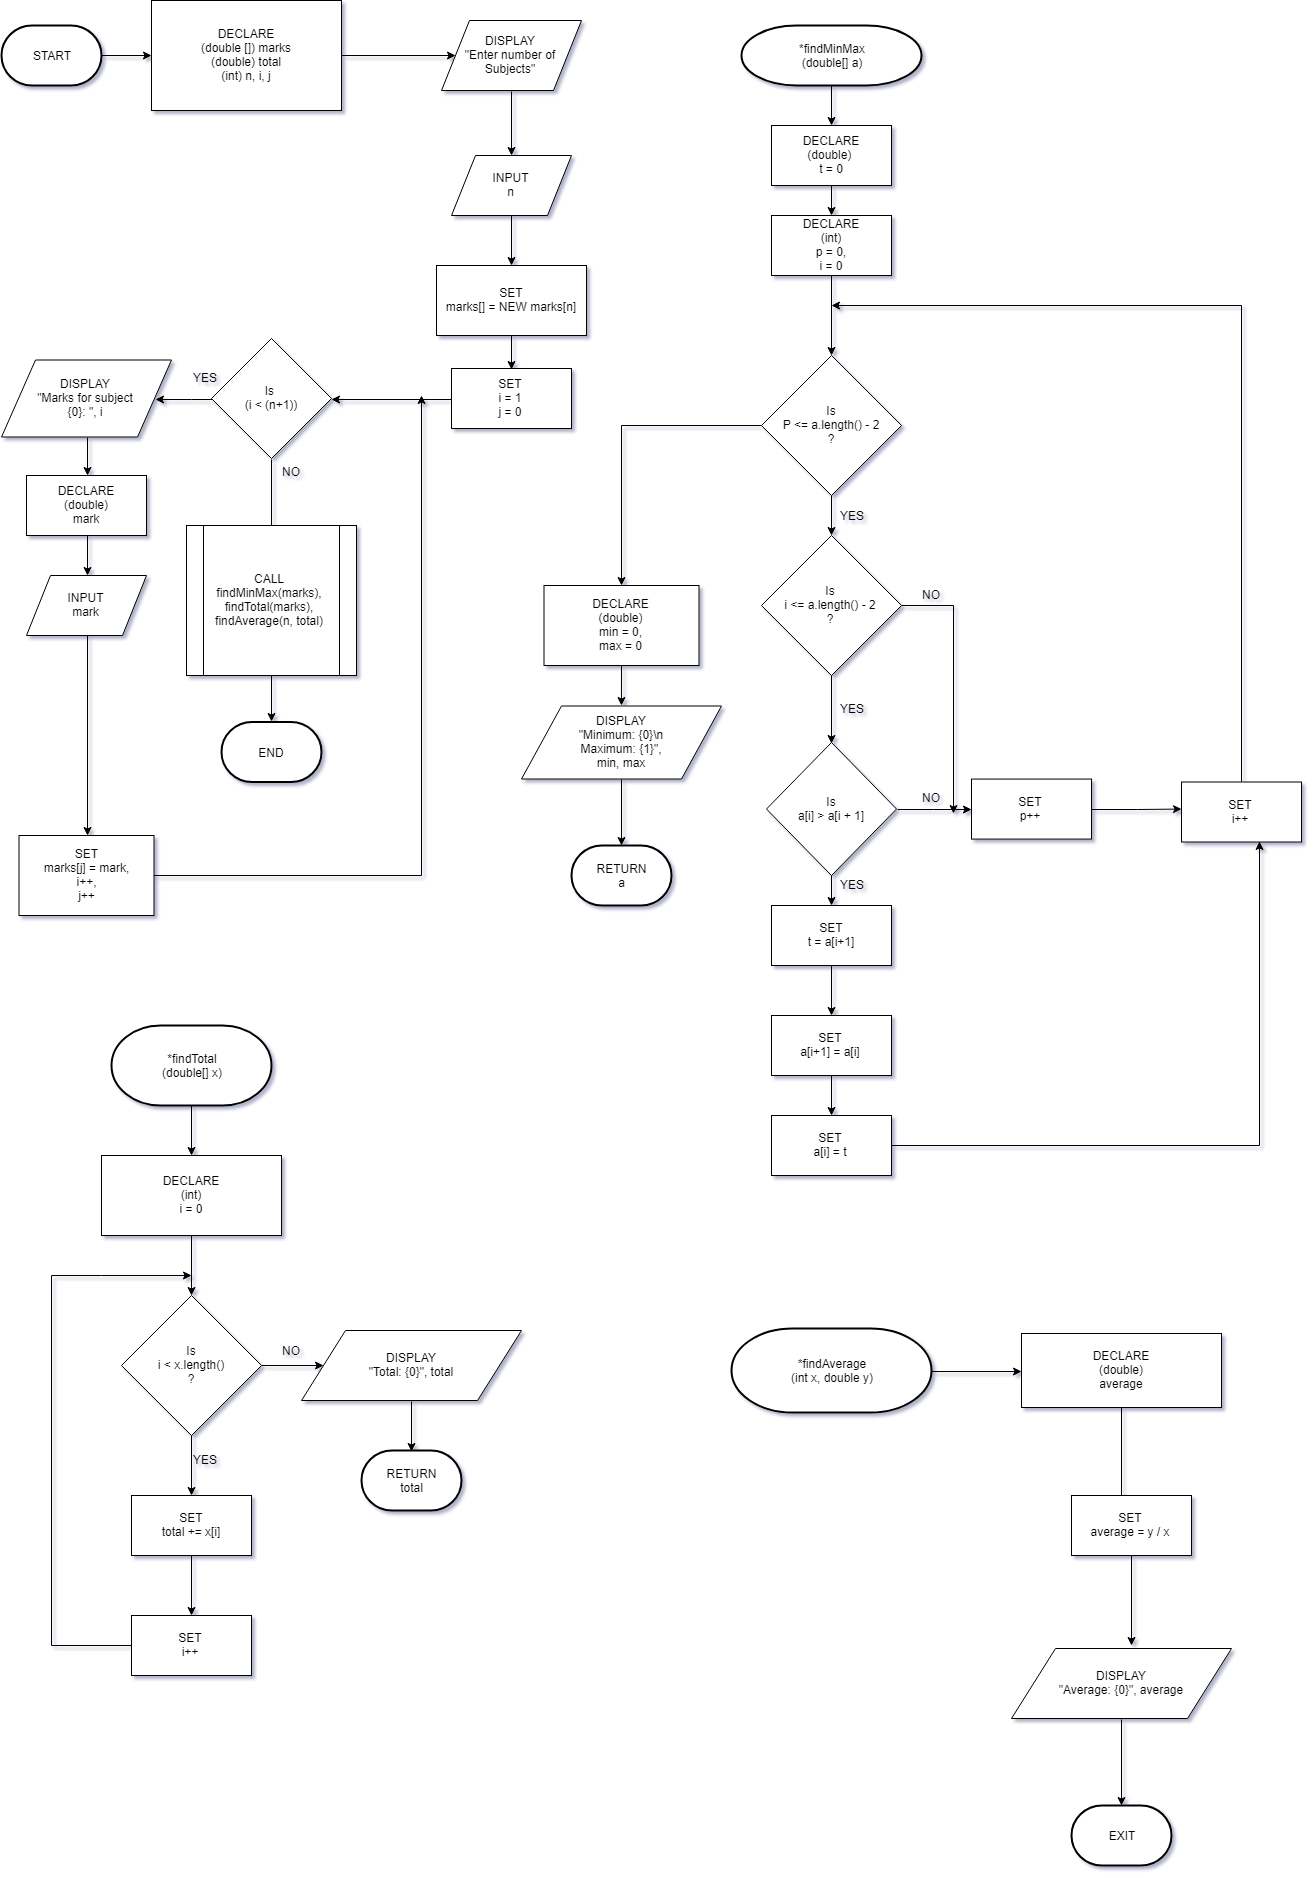 START
DECLARE
(double []) marks
(double) total
(int) n, i, j
DISPLAY
"Enter number of
Subjects"
INPUT
n
SET
marks[] = NEW marks[n]
SET
i = 1
j = 0
Is
(i < (n+1))
YES
NO
DISPLAY
"Marks for subject
{0}: ", i
DECLARE
(double)
mark
INPUT
mark
SET
marks[j] = mark,
i++,
j++
CALL
findMinMax(marks),
findTotal(marks),
findAverage(n, total)
END
*findMinMax
(double[] a)
DECLARE
(double)
t = 0
DECLARE
(int)
p = 0,
i = 0
Is
P <= a.length() - 2
?
YES
DECLARE
(double)
min = 0,
max = 0
DISPLAY
"Minimum: {0}\n
Maximum: {1}",
min, max
RETURN
a
Is
i <= a.length() - 2
?
NO
YES
Is
a[i] > a[i + 1]
NO
YES
SET
p++
SET
i++
SET
t = a[i+1]
SET
a[i+1] = a[i]
SET
a[i] = t
*findTotal
(double[] x)
DECLARE
(int)
i = 0
Is
i < x.length()
?
NO
YES
DISPLAY
"Total: {0}", total
RETURN
total
SET
total += x[i]
SET
i++
*findAverage
(int x, double y)
DECLARE
(double)
average
SET
average = y / x
DISPLAY
"Average: {0}", average
EXIT